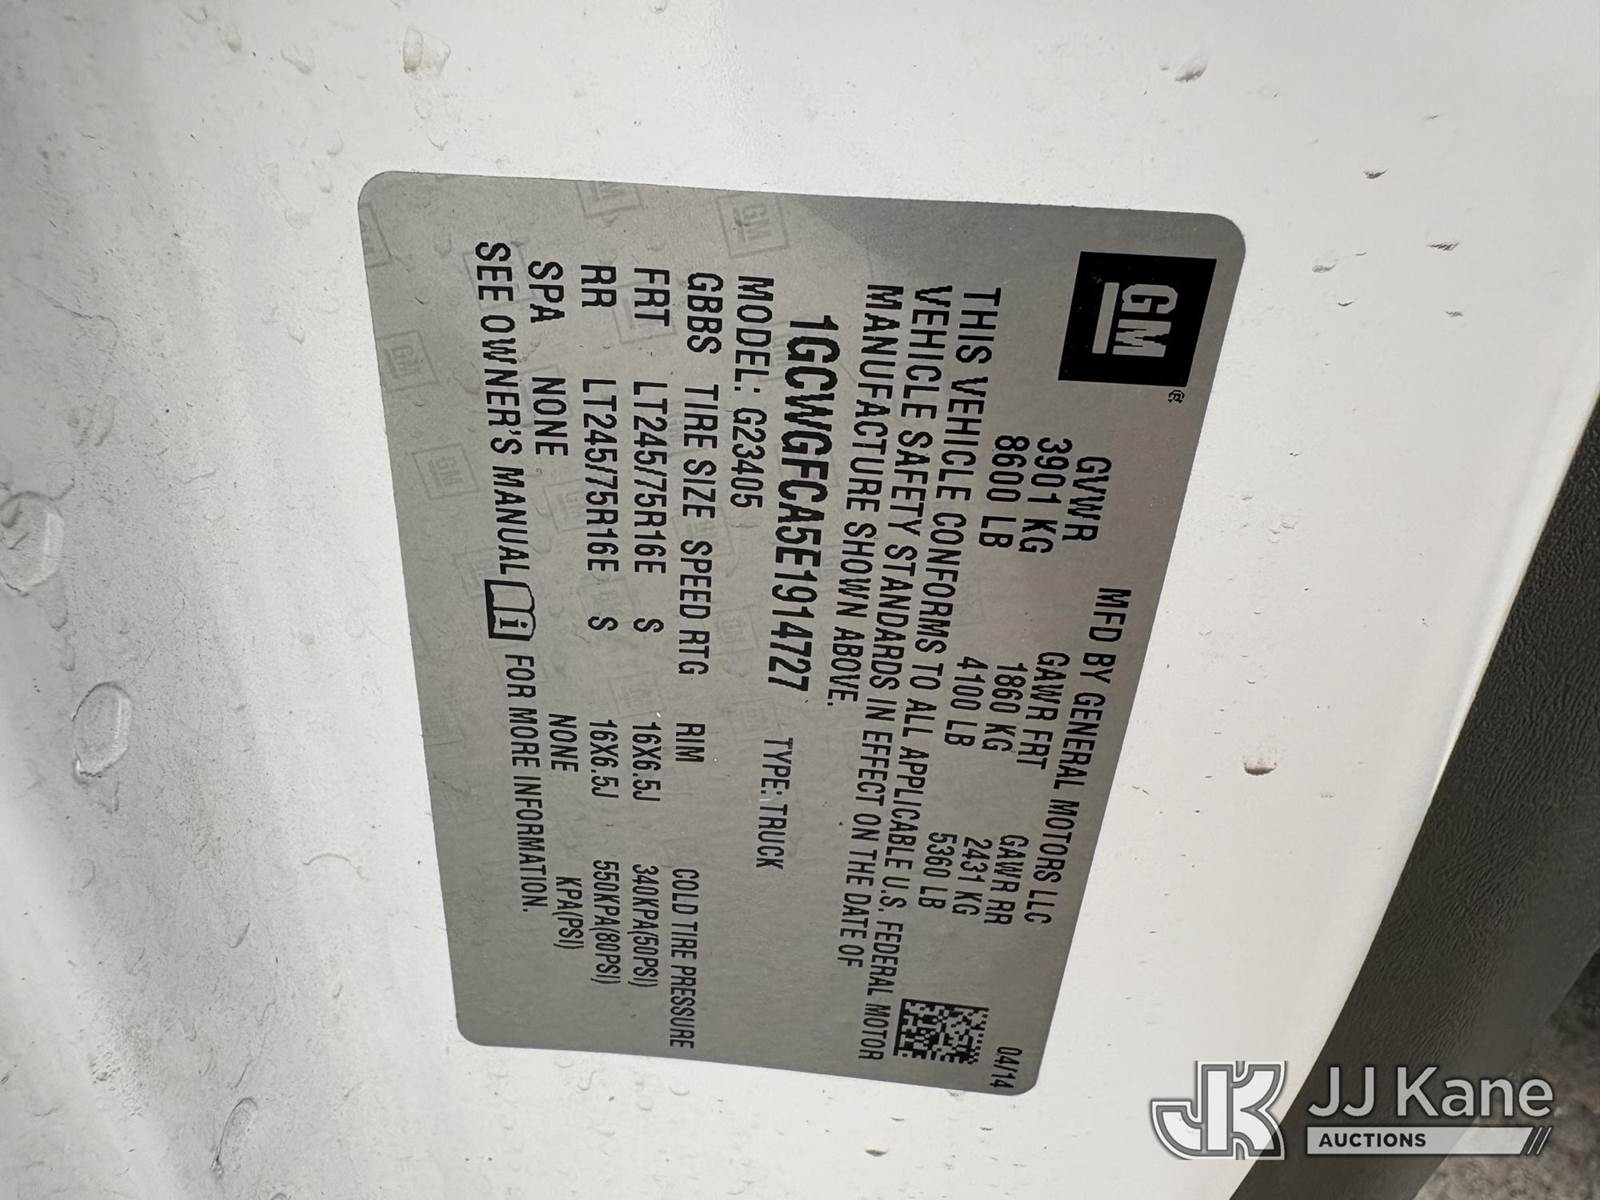 GM
MFD BY GENERAL MOTORS LLC
04/14
GVWR GAWR FRT GAWR RR
3901 KG 1860 KG 2431 KG
8600 LB 4100 LB 5360 LB
THIS VEHICLE CONFORMS TO ALL APPLICABLE U.S. FEDERAL MOTOR
VEHICLE SAFETY STANDARDS IN EFFECT ON THE DATE OF
MANUFACTURE SHOWN ABOVE.
1GCWGFCA5E1914727 TYPE: TRUCK
MODEL: G23405
GBBS TIRE SIZE SPEED RTG RIM COLD TIRE PRESSURE
FRT LT245/75R16E S 16X6.5J 340KPA(50PSI)
RR LT245/75R16E S 16X6.5J 550KPA(80PSI)
SPA NONE NONE KPA(PSI)
SEE OWNER'S MANUAL i FOR MORE INFORMATION.
JK JJ Kane
AUCTIONS